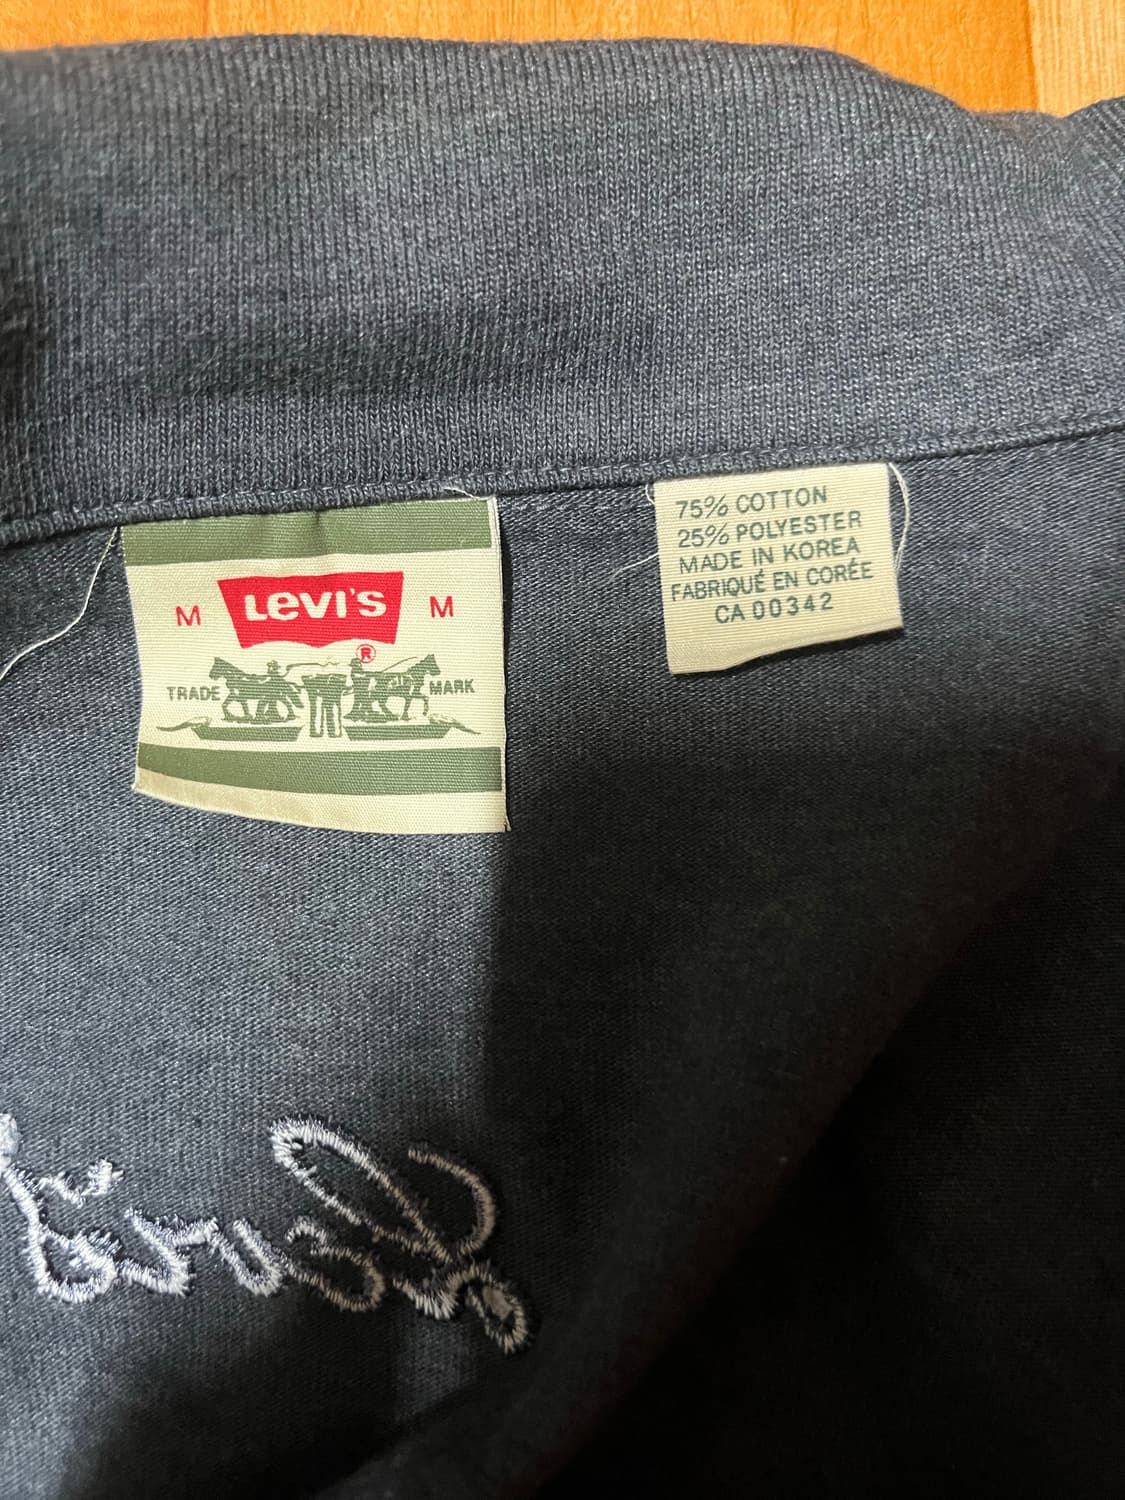 M LEVI'S M
®
TRADE MARK
75% COTTON
25% POLYESTER
MADE IN KOREA
FABRIQUÉ EN CORÉE
CA 00342